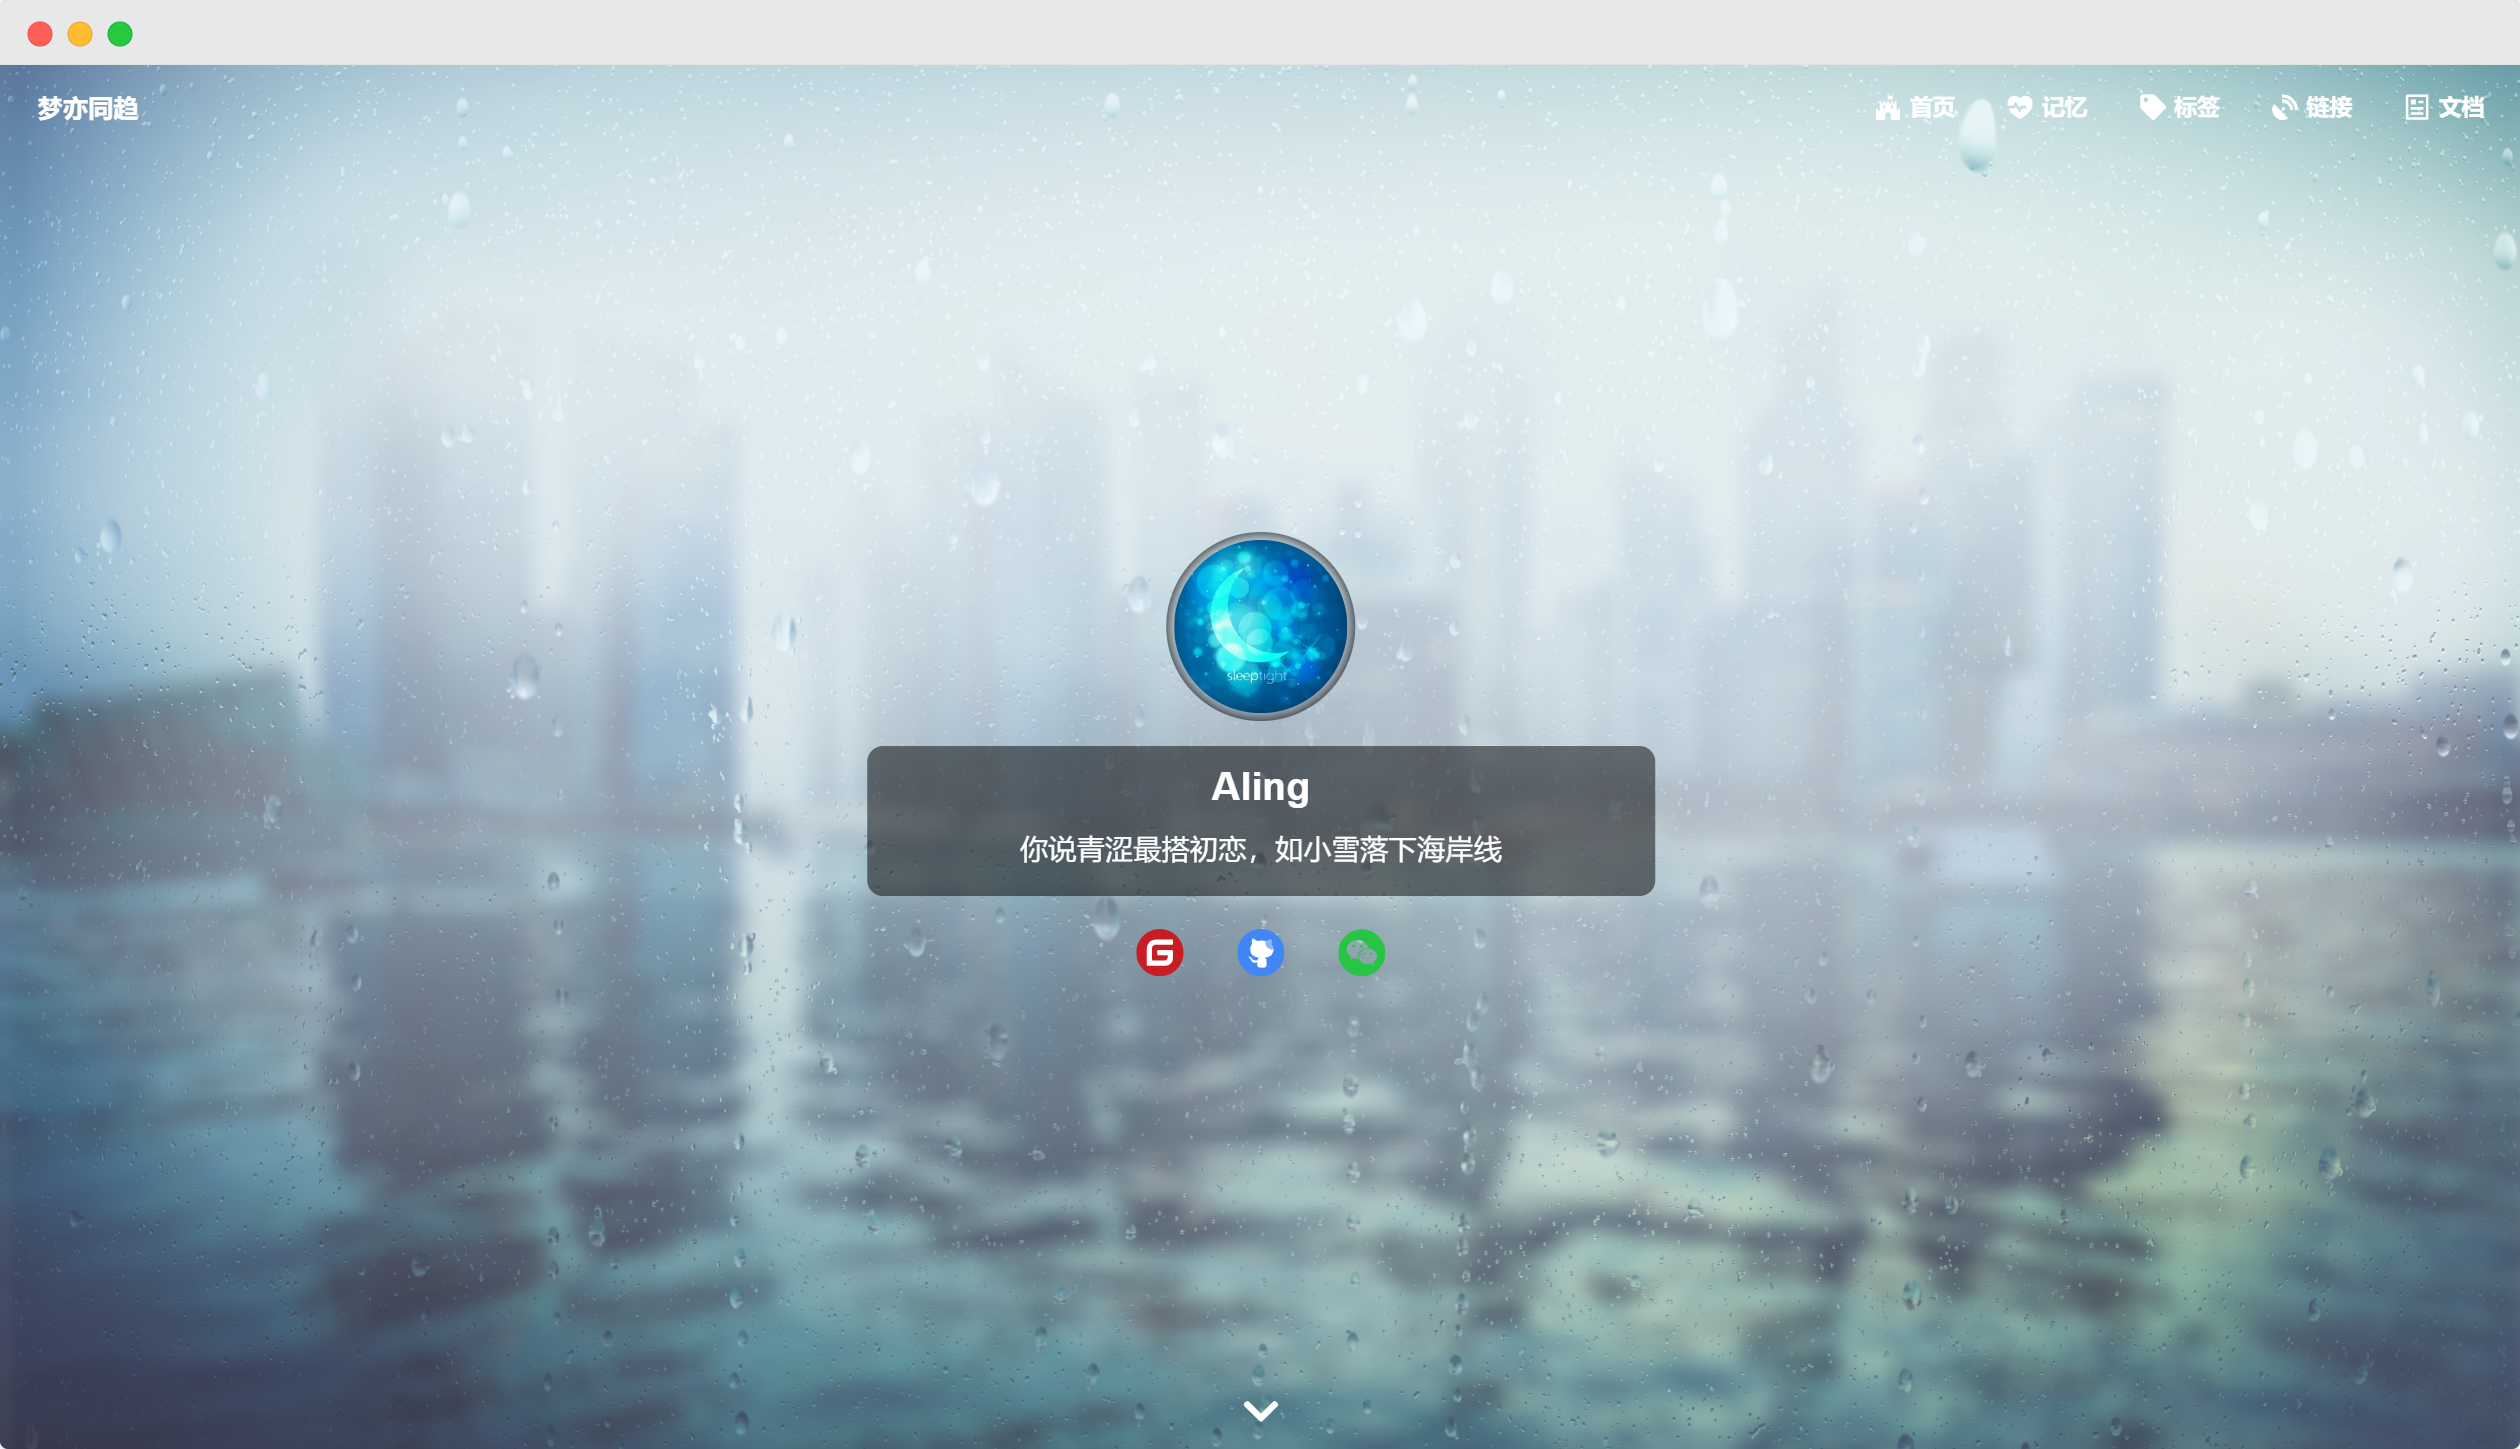 梦亦同趋
首页 记忆 标签 链接 文档
sleeptight...
Aling
你说青涩最搭初恋，如小雪落下海岸线